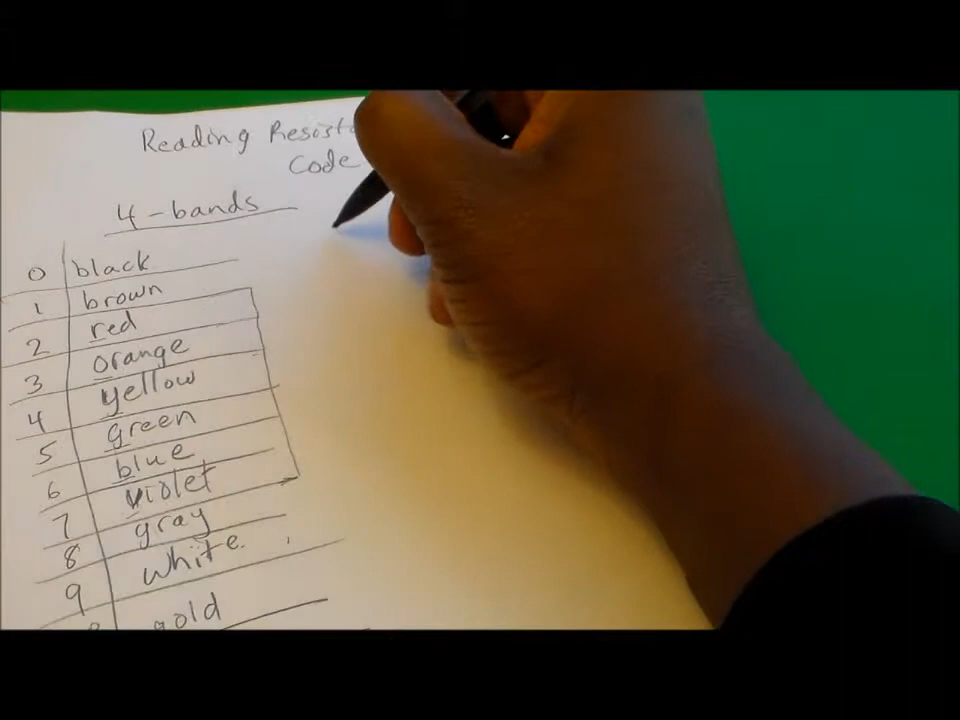 Reading Resist
Code
4-bands
0 black
1 brown
2 red
3 orange
4 yellow
5 green
6 blue
7 violet
8 gray
9 white
gold